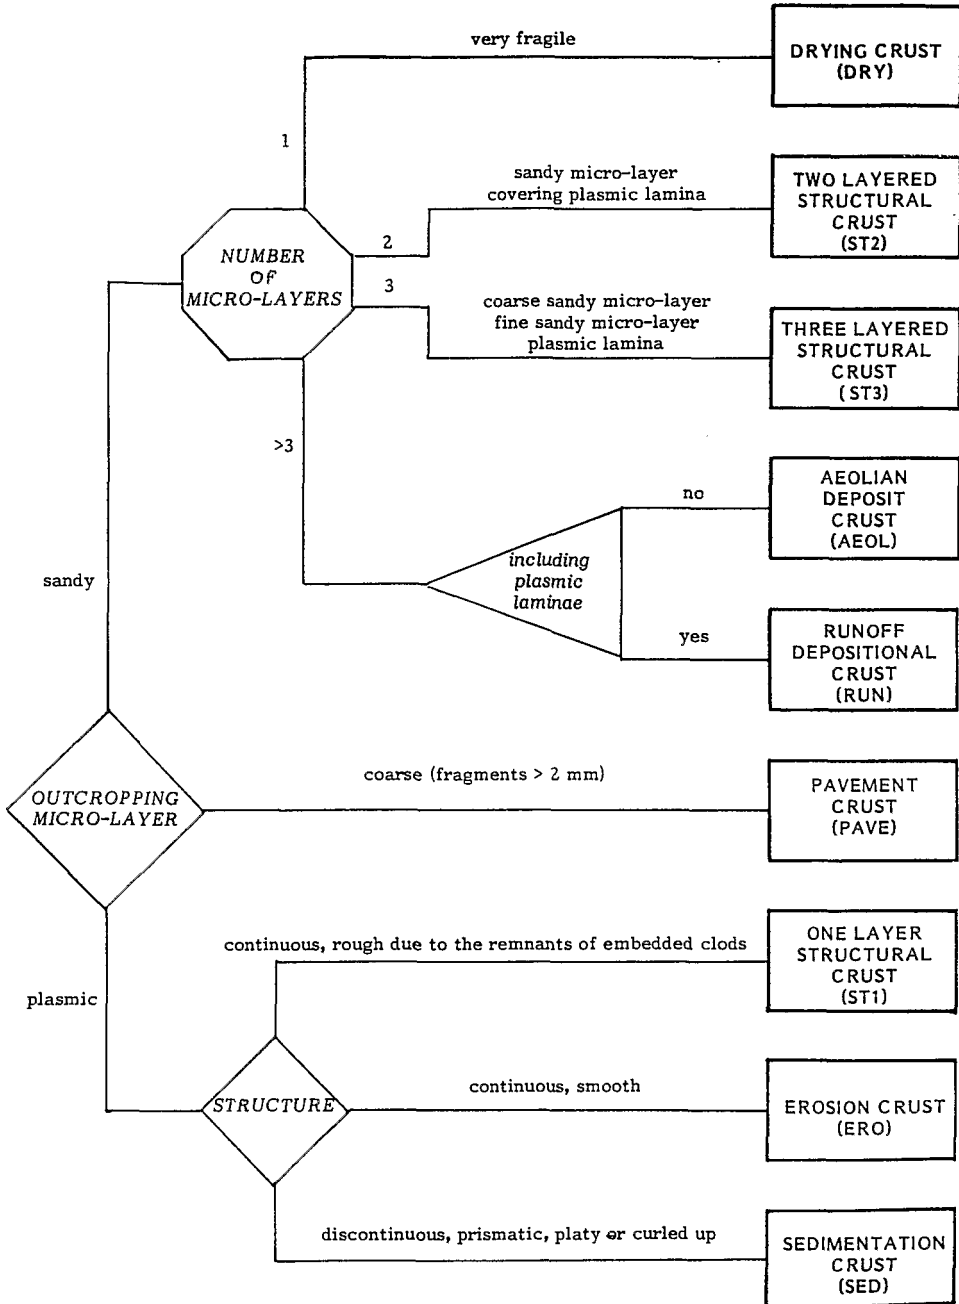 very fragile
DRYING CRUST
(DRY)
1
sandy micro-layer
covering plasmic lamina
TWO LAYERED
STRUCTURAL
CRUST
(ST2)
NUMBER
OF
MICRO-LAYERS
2
3
coarse sandy micro-layer
fine sandy micro-layer
plasmic lamina
THREE LAYERED
STRUCTURAL
CRUST
(ST3)
>3
no
AEOLIAN
DEPOSIT
CRUST
(AEOL)
including
plasmic
laminae
sandy
yes
RUNOFF
DEPOSITIONAL
CRUST
(RUN)
coarse (fragments > 2 mm)
PAVEMENT
CRUST
(PAVE)
OUTCROPPING
MICRO-LAYER
continuous, rough due to the remnants of embedded clods
ONE LAYER
STRUCTURAL
CRUST
(ST1)
plasmic
STRUCTURE
continuous, smooth
EROSION CRUST
(ERO)
discontinuous, prismatic, platy or curled up
SEDIMENTATION
CRUST
(SED)